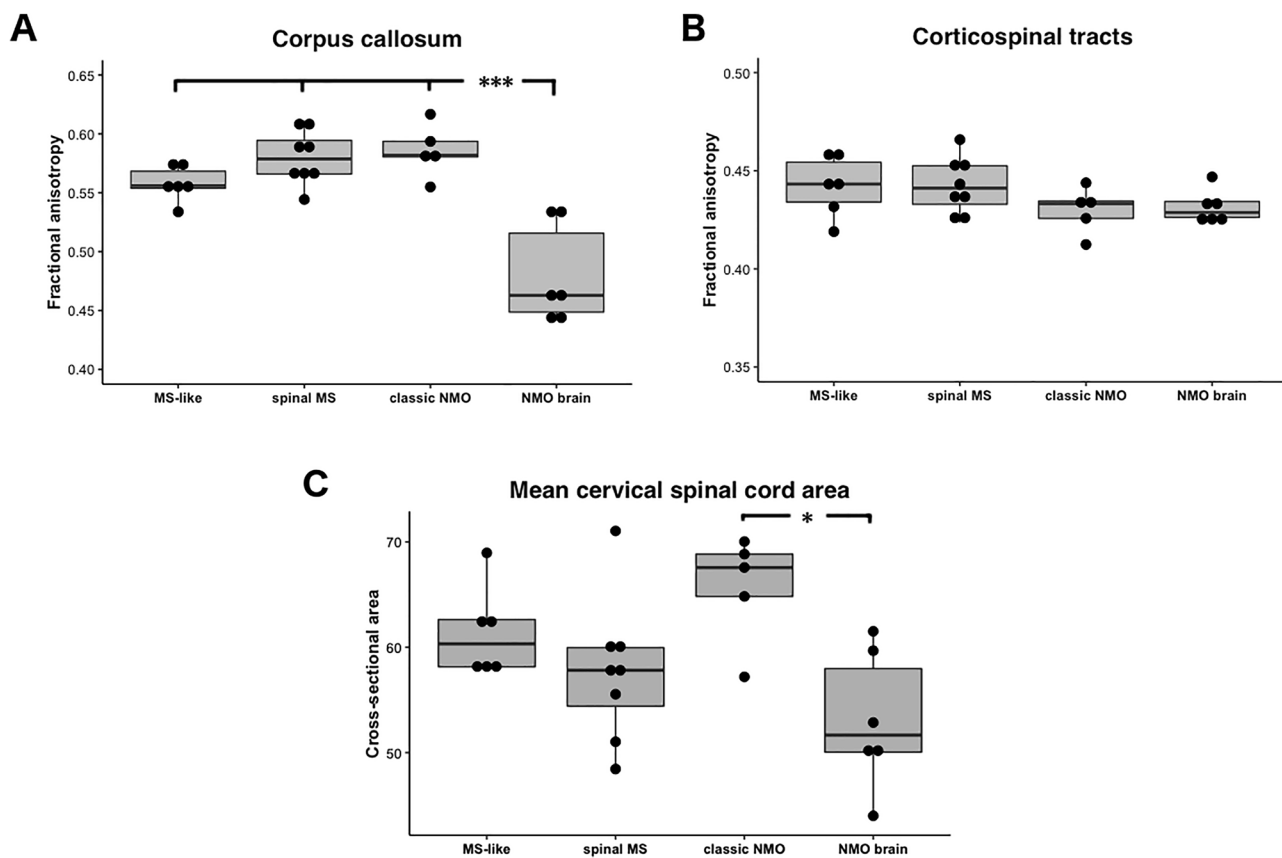 A
Corpus callosum
Fractional anisotropy
0.65
0.60
0.55
0.50
0.45
0.40
***
MS-like
spinal MS
classic NMO
NMO brain
B
Corticospinal tracts
Fractional anisotropy
0.50
0.45
0.40
0.35
MS-like
spinal MS
classic NMO
NMO brain
C
Mean cervical spinal cord area
Cross-sectional area
70
60
50
*
MS-like
spinal MS
classic NMO
NMO brain